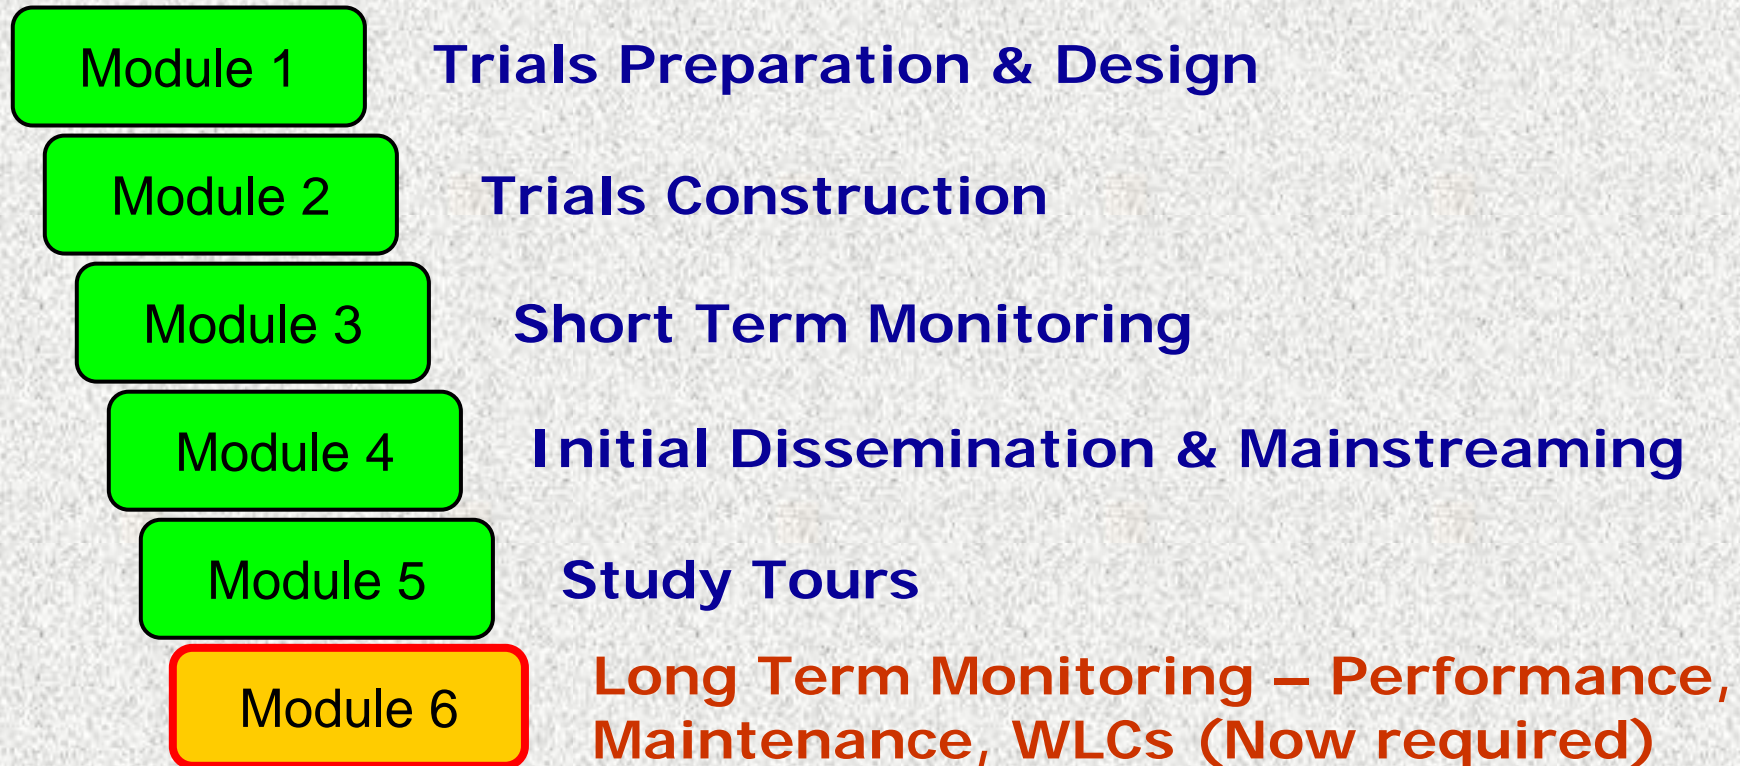 Module 1
Trials Preparation & Design
Module 2
Trials Construction
Module 3
Short Term Monitoring
Module 4
Initial Dissemination & Mainstreaming
Module 5
Study Tours
Module 6
Long Term Monitoring – Performance,
Maintenance, WLCs (Now required)